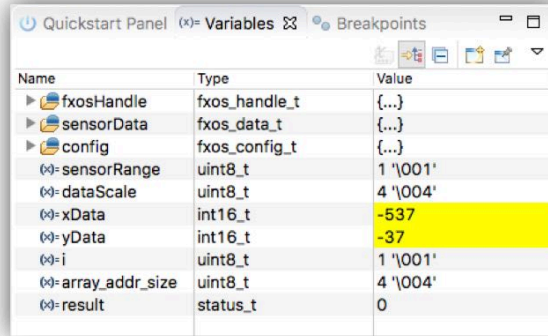 Quickstart Panel (x)= Variables Breakpoints
Name Type Value
fxosHandle fxos_handle_t {...}
sensorData fxos_data_t {...}
config fxos_config_t {...}
(x)= sensorRange uint8_t 1 '\001'
(x)= dataScale uint8_t 4 '\004'
(x)= xData int16_t -537
(x)= yData int16_t -37
(x)= i uint8_t 1 '\001'
(x)= array_addr_size uint8_t 4 '\004'
(x)= result status_t 0